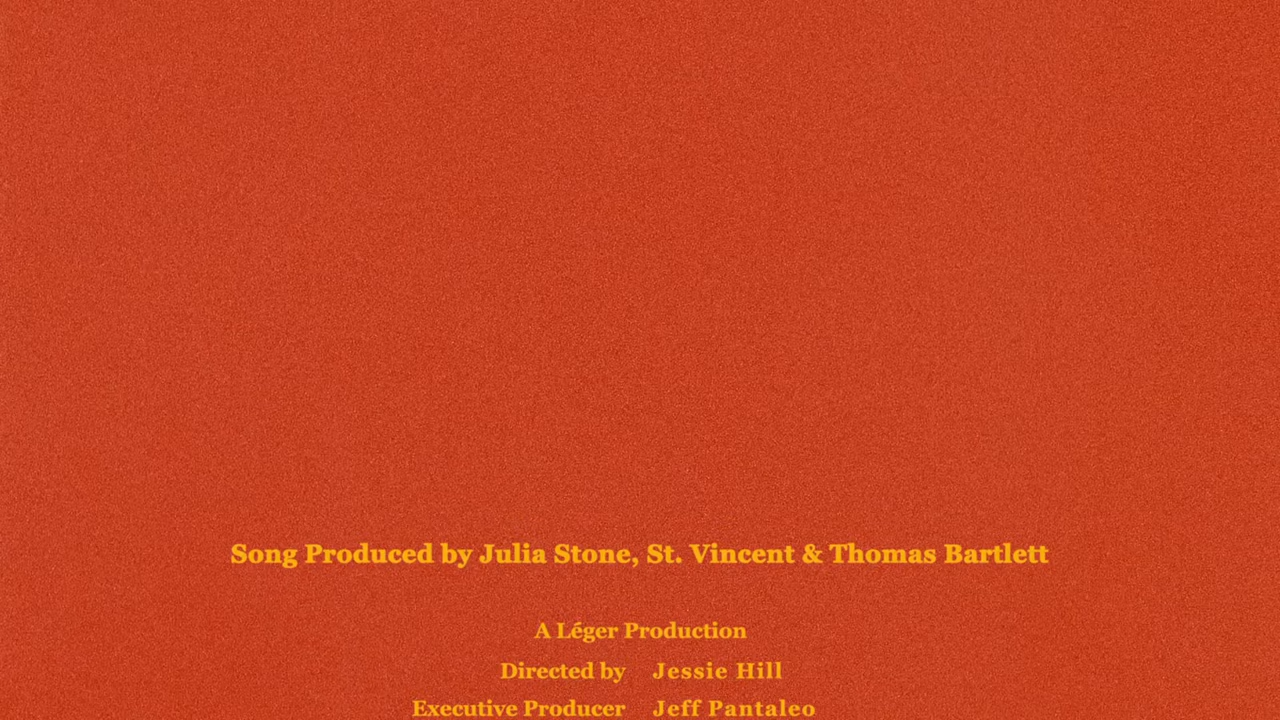 Song Produced by Julia Stone, St. Vincent & Thomas Bartlett
A Léger Production
Directed by Jessie Hill
Executive Producer Jeff Pantaleo